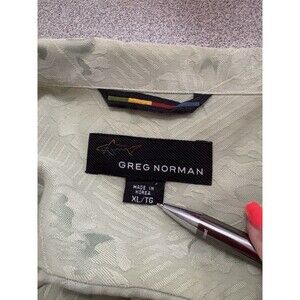 GREG NORMAN
MADE IN
KOREA
XL/TG